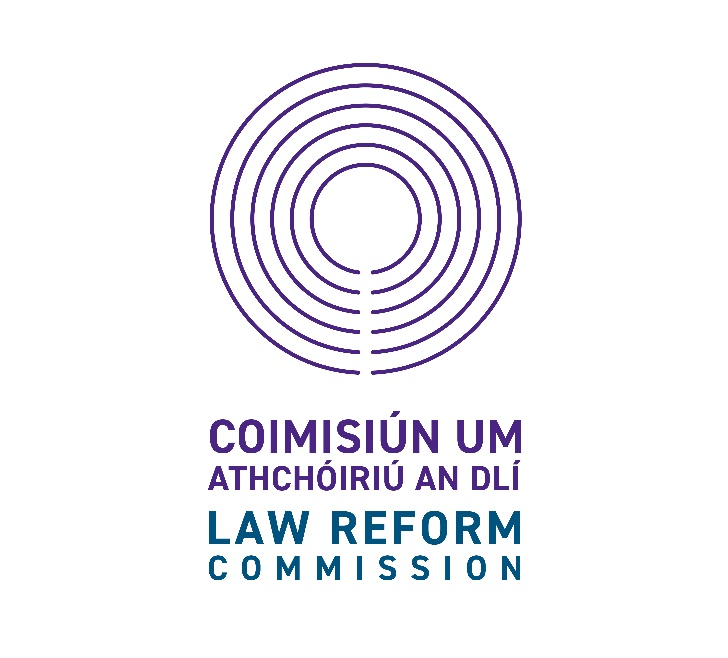 COIMISIÚN UM
ATHCHÓIRIÚ AN DLÍ
LAW REFORM
COMMISSION